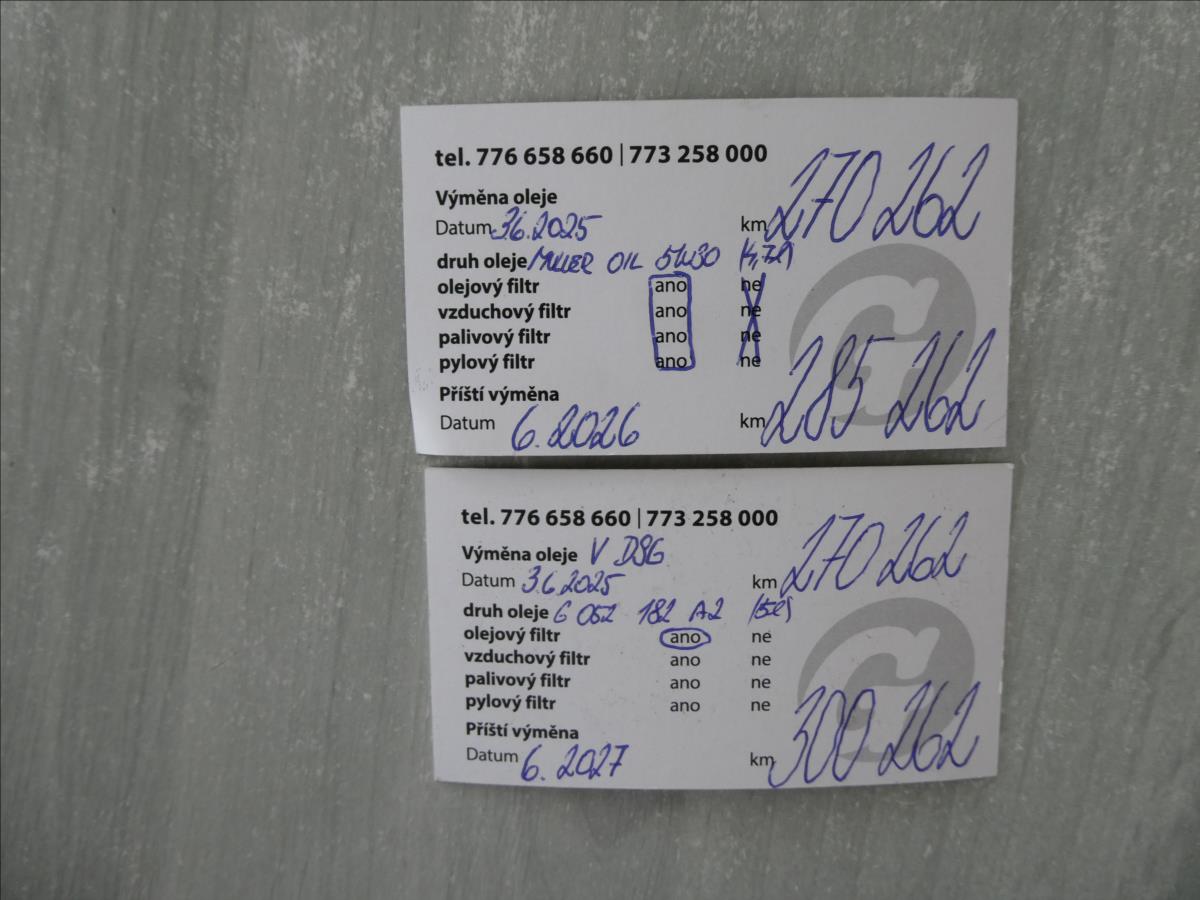 tel. 776 658 660 | 773 258 000
Výměna oleje
Datum 3.6.2025 km 270 262
druh oleje MILLER OIL 5W30 (4,7l)
olejový filtr ano ne
vzduchový filtr ano ne
palivový filtr ano ne
pylový filtr ano ne
Příští výměna
Datum 6.2026 km 285 262
tel. 776 658 660 | 773 258 000
Výměna oleje V DSG
Datum 3.6.2025 km 270 262
druh oleje G 052 182 A2 (5l)
olejový filtr ano ne
vzduchový filtr ano ne
palivový filtr ano ne
pylový filtr ano ne
Příští výměna
Datum 6.2027 km 300 262